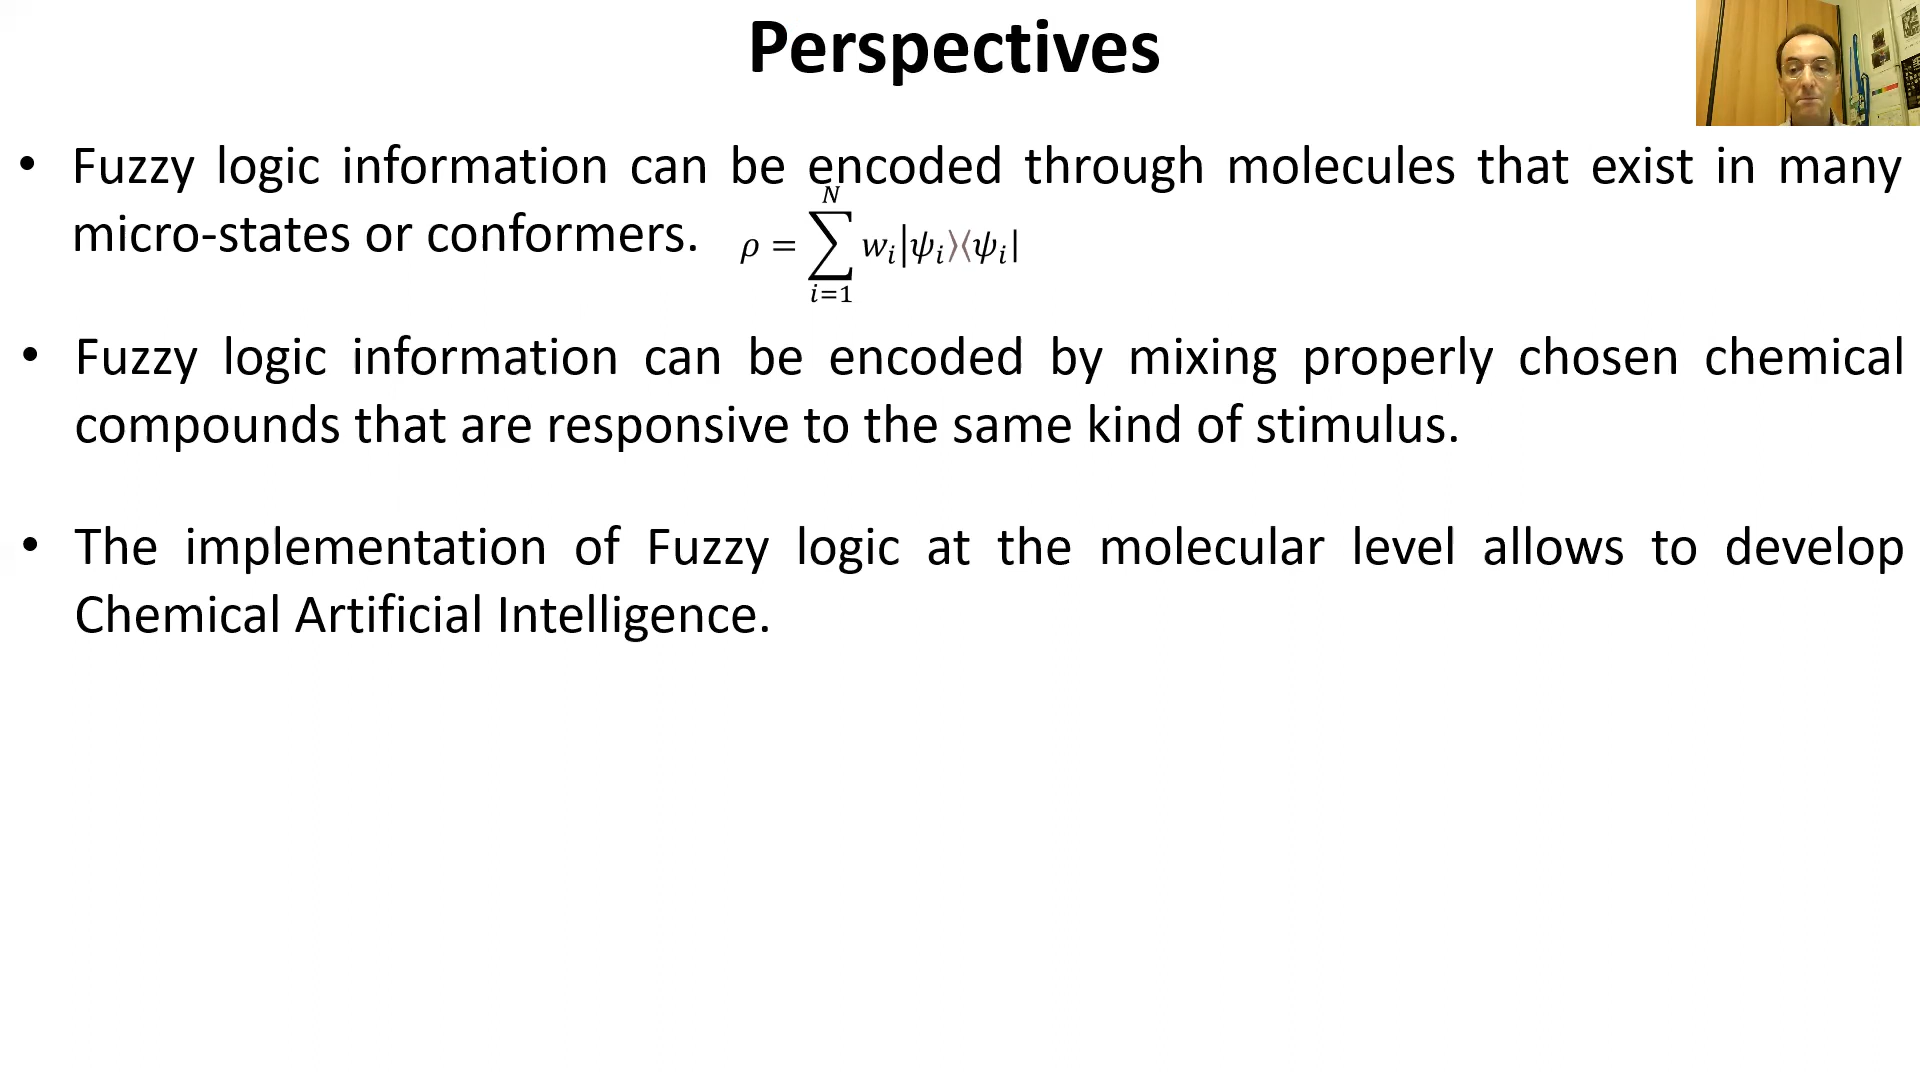 Perspectives
• Fuzzy logic information can be encoded through molecules that exist in many
micro-states or conformers. ρ = ∑_{i=1}^{N} w_i|ψ_i⟩⟨ψ_i|
• Fuzzy logic information can be encoded by mixing properly chosen chemical
compounds that are responsive to the same kind of stimulus.
• The implementation of Fuzzy logic at the molecular level allows to develop
Chemical Artificial Intelligence.